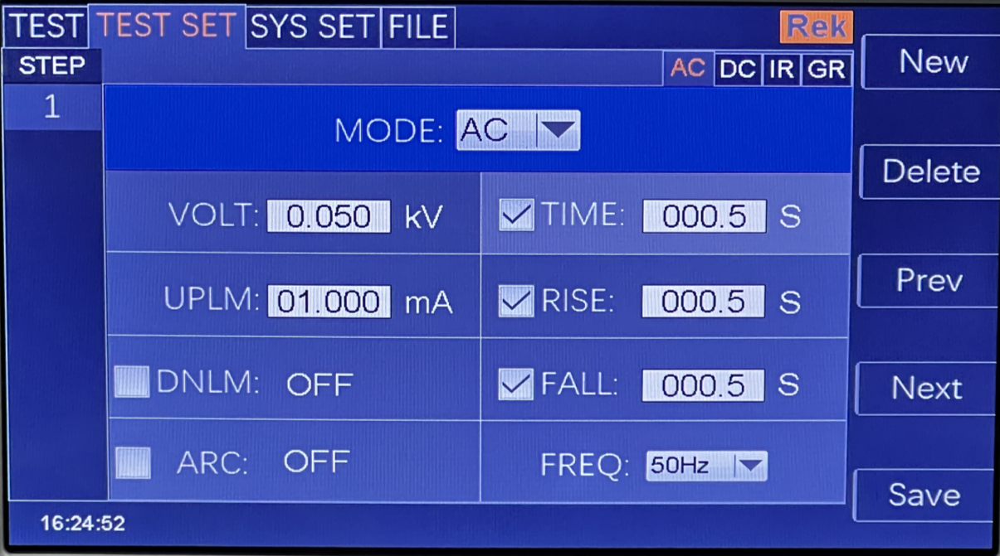 TEST TEST SET SYS SET FILE Rek
STEP AC DC IR GR New
1 MODE: AC
Delete
VOLT: 0.050 kV TIME: 000.5 S
UPLM: 01.000 mA RISE: 000.5 S Prev
DNLM: OFF FALL: 000.5 S Next
ARC: OFF FREQ: 50Hz
Save
16:24:52